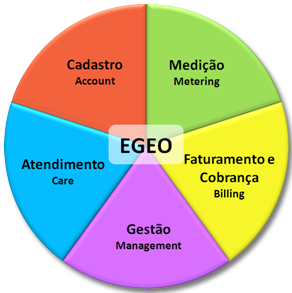 Cadastro
Account
Medição
Metering
EGEO
Atendimento
Care
Faturamento e
Cobrança
Billing
Gestão
Management